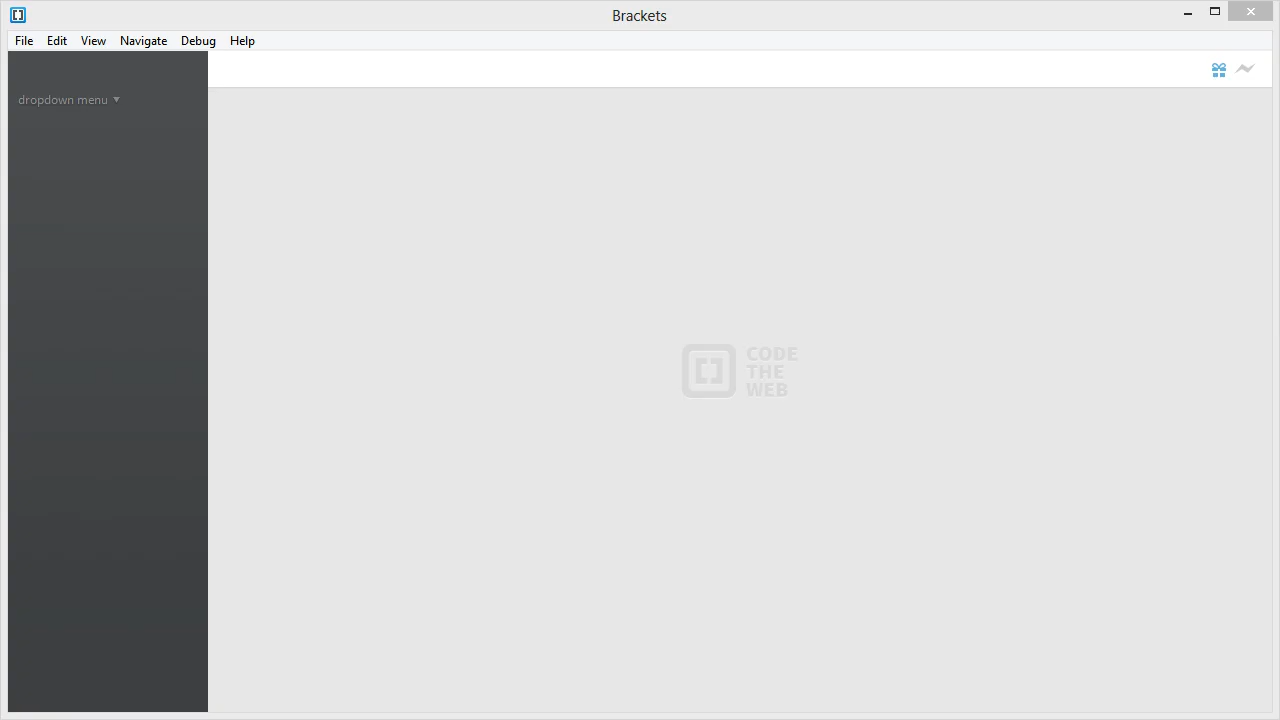 Brackets
File Edit View Navigate Debug Help
dropdown menu
CODE
THE
WEB